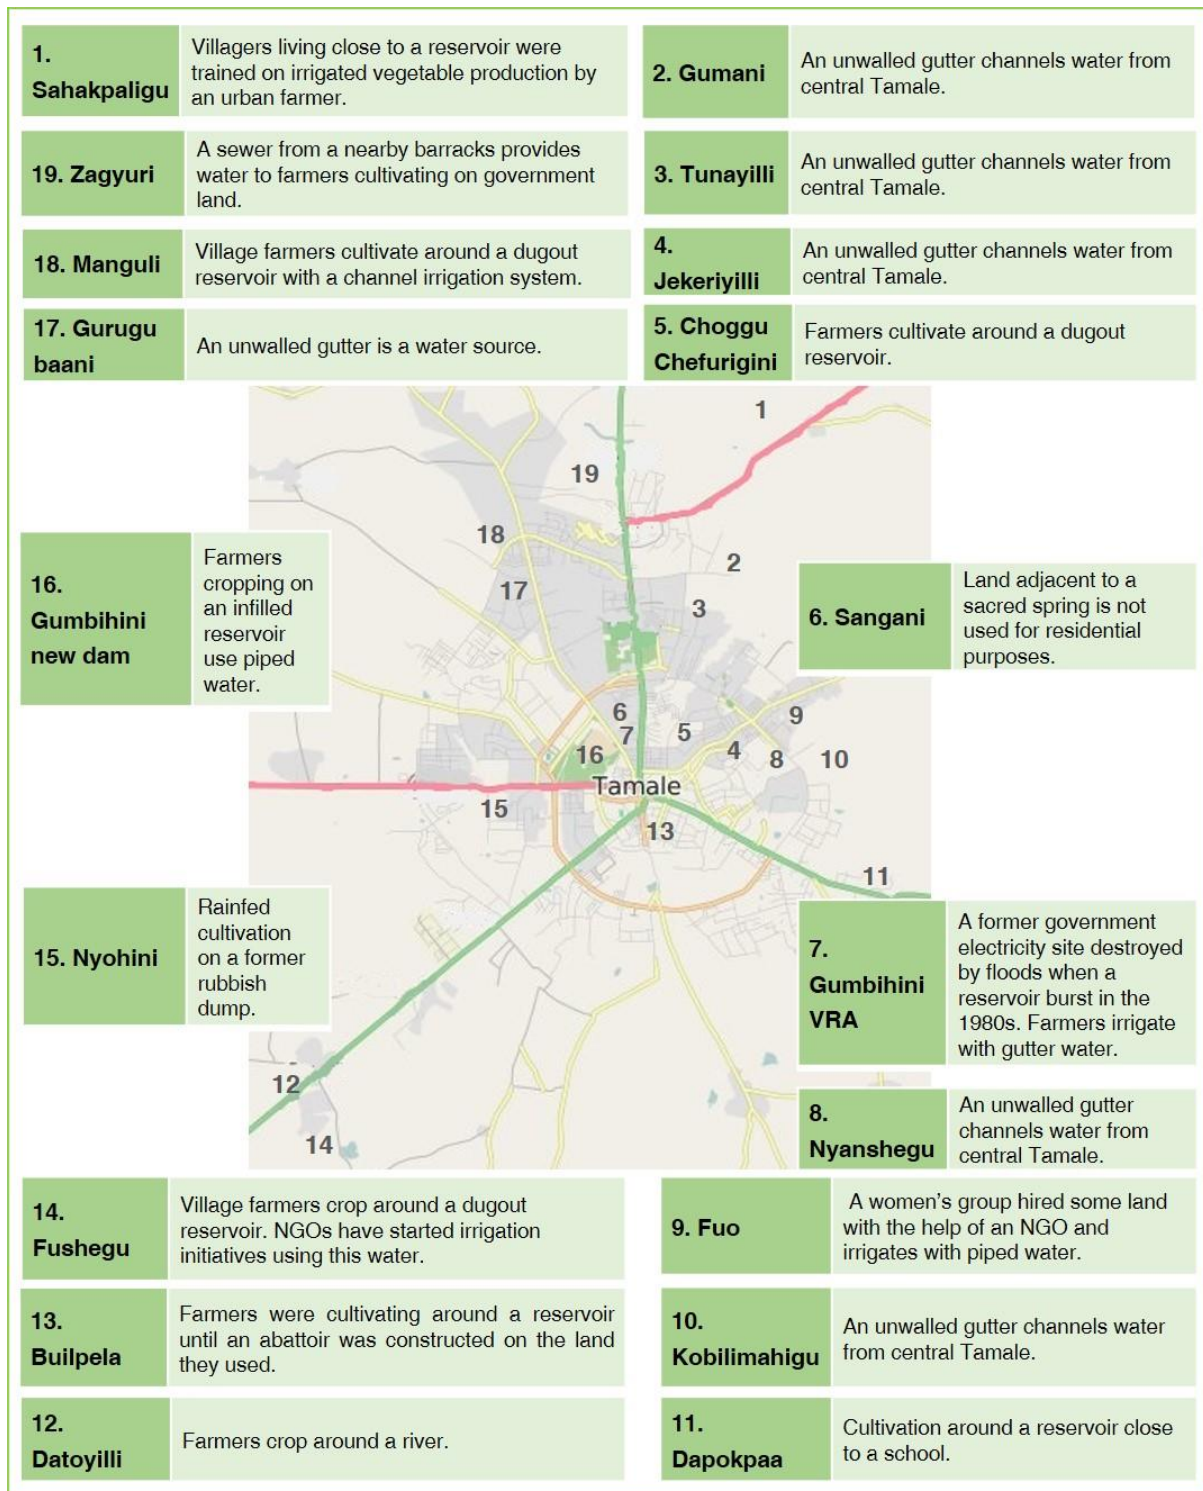 1.
Sahakpaligu
Villagers living close to a reservoir were
trained on irrigated vegetable production by
an urban farmer.
2. Gumani
An unwalled gutter channels water from
central Tamale.
19. Zagyuri
A sewer from a nearby barracks provides
water to farmers cultivating on government
land.
3. Tunayilli
An unwalled gutter channels water from
central Tamale.
18. Manguli
Village farmers cultivate around a dugout
reservoir with a channel irrigation system.
4.
Jekeriyilli
An unwalled gutter channels water from
central Tamale.
17. Gurugu
baani
An unwalled gutter is a water source.
5. Choggu
Chefurigini
Farmers cultivate around a dugout
reservoir.
1
19
18
2
17
3
6
9
7
5
4
16
8
10
Tamale
15
13
11
12
14
16.
Gumbihini
new dam
Farmers
cropping on
an infilled
reservoir
use piped
water.
6. Sangani
Land adjacent to a
sacred spring is not
used for residential
purposes.
15. Nyohini
Rainfed
cultivation
on a former
rubbish
dump.
7.
Gumbihini
VRA
A former government
electricity site destroyed
by floods when a
reservoir burst in the
1980s. Farmers irrigate
with gutter water.
8.
Nyanshegu
An unwalled gutter
channels water from
central Tamale.
14.
Fushegu
Village farmers crop around a dugout
reservoir. NGOs have started irrigation
initiatives using this water.
9. Fuo
A women's group hired some land
with the help of an NGO and
irrigates with piped water.
13.
Builpela
Farmers were cultivating around a reservoir
until an abattoir was constructed on the land
they used.
10.
Kobilimahigu
An unwalled gutter channels water
from central Tamale.
12.
Datoyilli
Farmers crop around a river.
11.
Dapokpaa
Cultivation around a reservoir close
to a school.